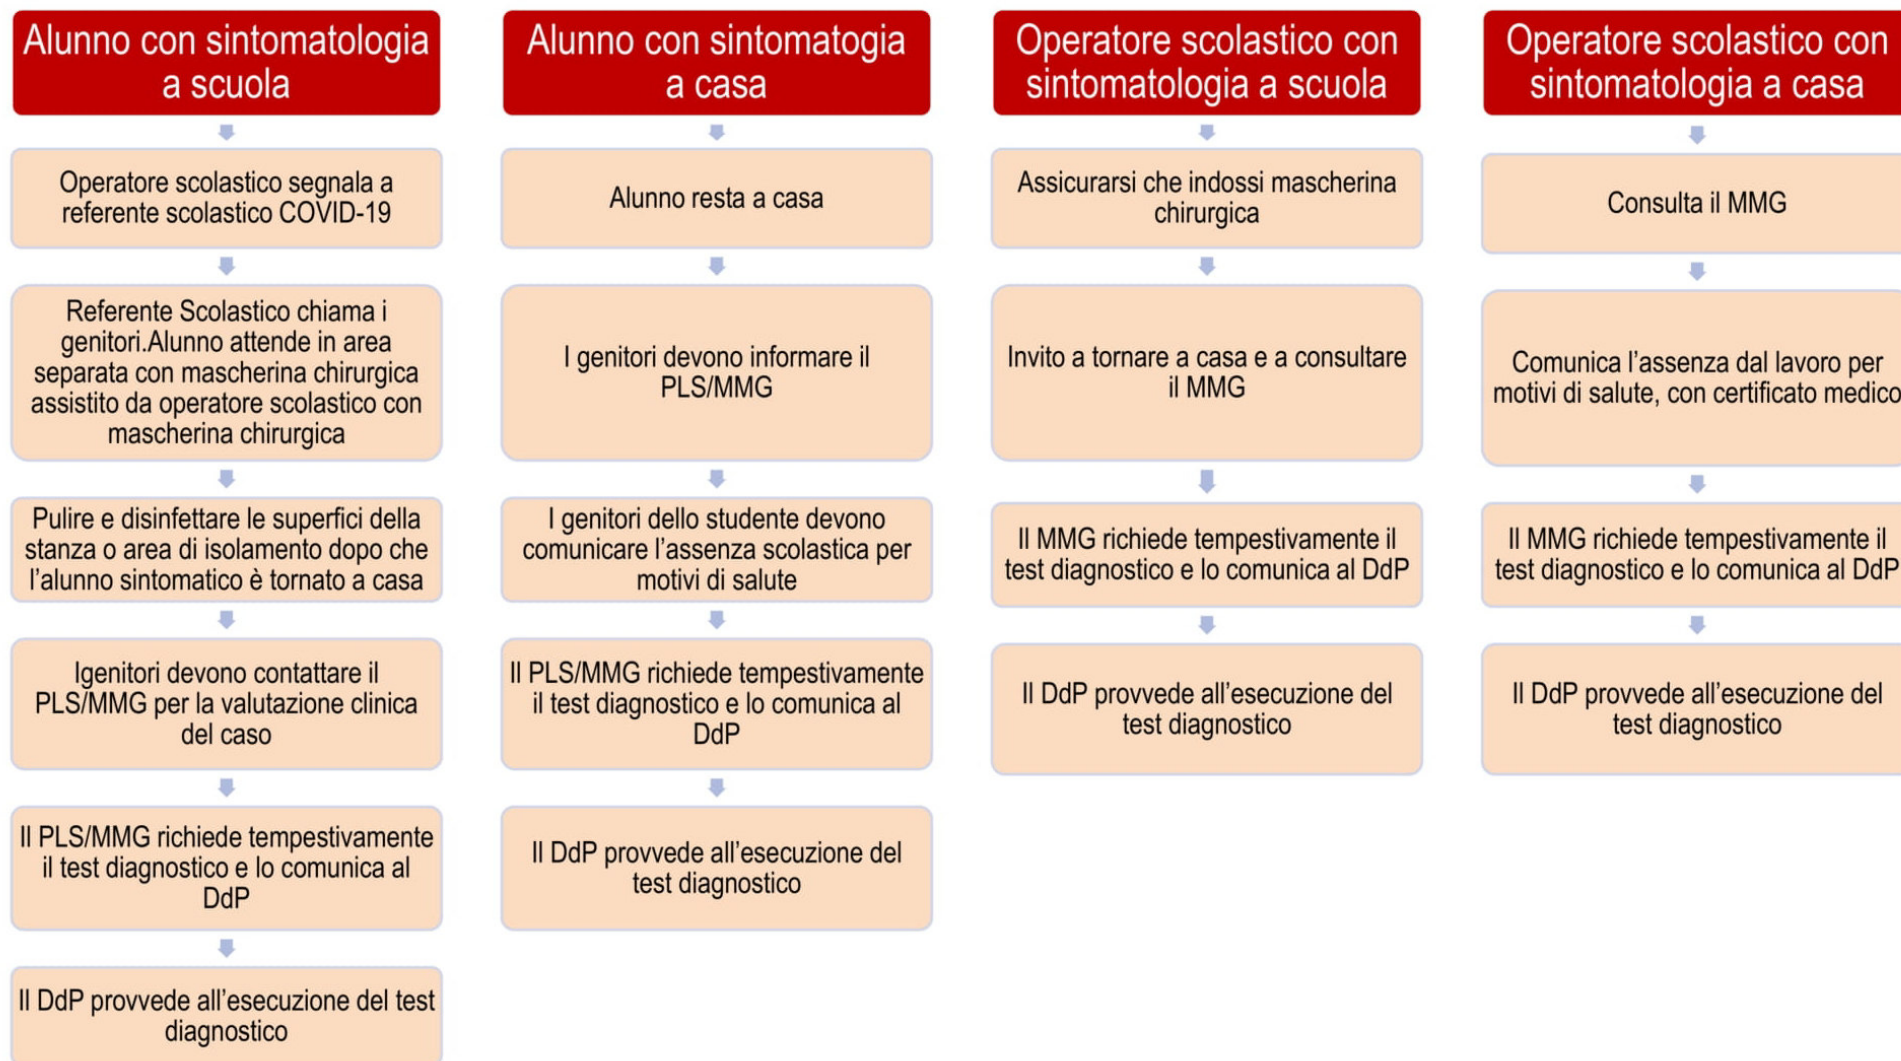 Alunno con sintomatologia
a scuola
Operatore scolastico segnala a
referente scolastico COVID-19
Referente Scolastico chiama i
genitori.Alunno attende in area
separata con mascherina chirurgica
assistito da operatore scolastico con
mascherina chirurgica
Pulire e disinfettare le superfici della
stanza o area di isolamento dopo che
l'alunno sintomatico è tornato a casa
Igenitori devono contattare il
PLS/MMG per la valutazione clinica
del caso
Il PLS/MMG richiede tempestivamente
il test diagnostico e lo comunica al
DdP
Il DdP provvede all'esecuzione del test
diagnostico
Alunno con sintomatogia
a casa
Alunno resta a casa
I genitori devono informare il
PLS/MMG
I genitori dello studente devono
comunicare l'assenza scolastica per
motivi di salute
Il PLS/MMG richiede tempestivamente
il test diagnostico e lo comunica al
DdP
Il DdP provvede all'esecuzione del
test diagnostico
Operatore scolastico con
sintomatologia a scuola
Assicurarsi che indossi mascherina
chirurgica
Invito a tornare a casa e a consultare
il MMG
Il MMG richiede tempestivamente il
test diagnostico e lo comunica al DdP
Il DdP provvede all'esecuzione del
test diagnostico
Operatore scolastico con
sintomatologia a casa
Consulta il MMG
Comunica l'assenza dal lavoro per
motivi di salute, con certificato medico
Il MMG richiede tempestivamente il
test diagnostico e lo comunica al DdP
Il DdP provvede all'esecuzione del
test diagnostico